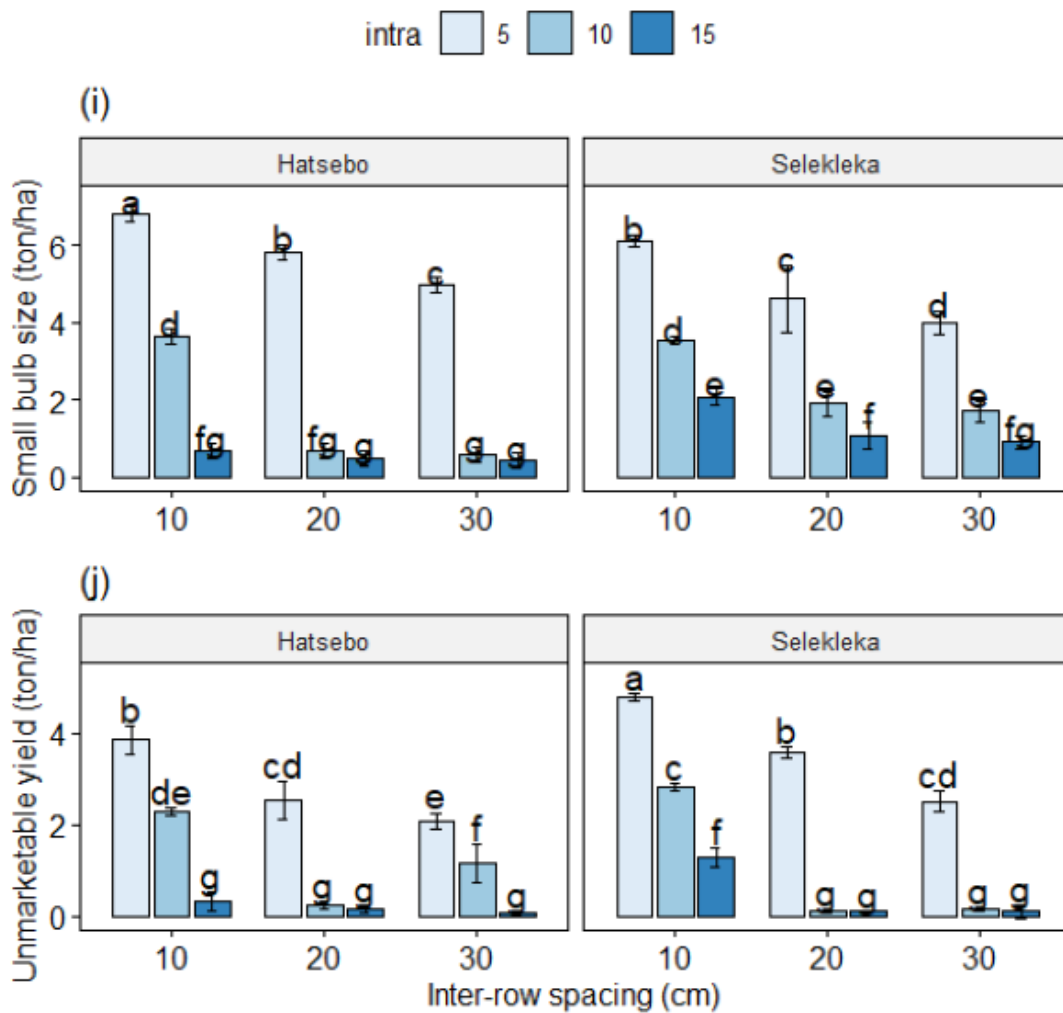 intra 5 10 15
(i)
Hatsebo Selekleka
Small bulb size (ton/ha)
6
4
2
0
a d fg b fg g c g g
b d e c e f d e fg
10 20 30 10 20 30
(j)
Hatsebo Selekleka
Unmarketable yield (ton/ha)
4
2
0
b de g cd g g e f g
a c f b g g cd g g
10 20 30 10 20 30
Inter-row spacing (cm)